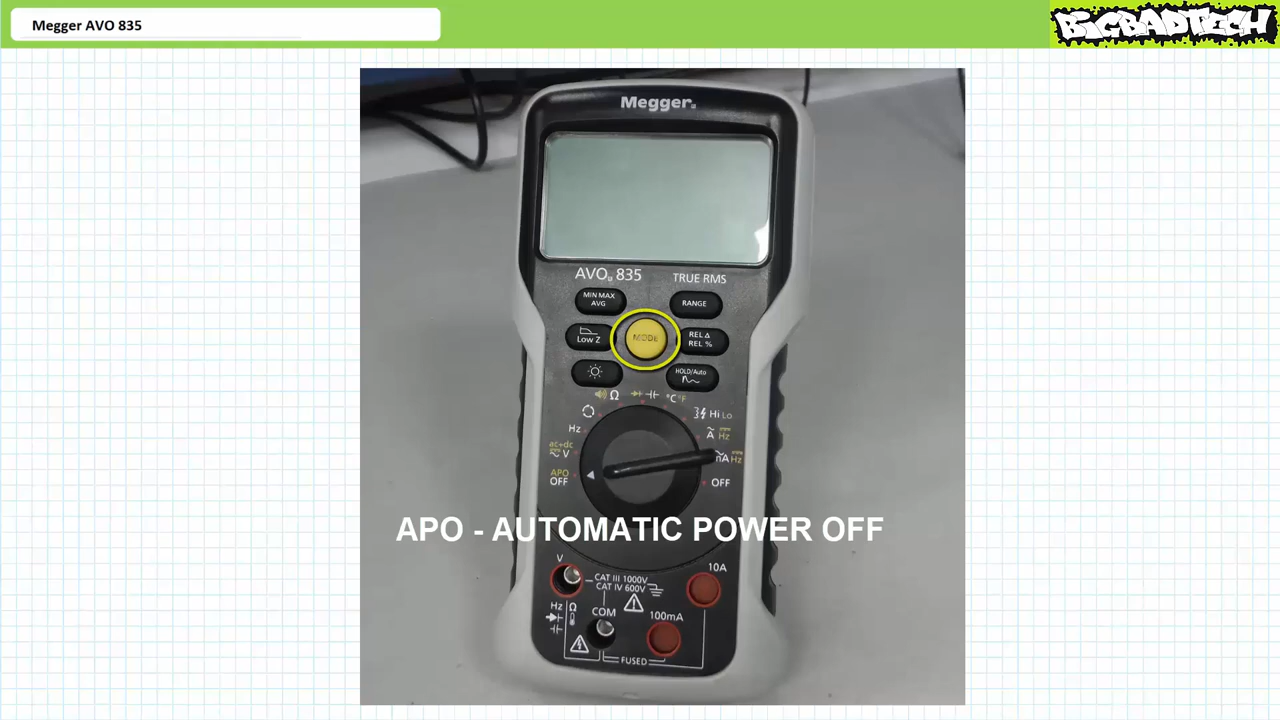 Megger AVO 835
BIGBADTECH
Megger
AVO 835
TRUE RMS
MIN MAX
AVG
RANGE
Low Z
MODE
REL Δ
REL %
HOLD/Auto
Ω
°C °F
Hz
Hi Lo
ac+dc
V
A Hz
mA Hz
APO
OFF
OFF
APO - AUTOMATIC POWER OFF
V
CAT III 1000V
CAT IV 600V
10A
Hz
Ω
COM
100mA
FUSED